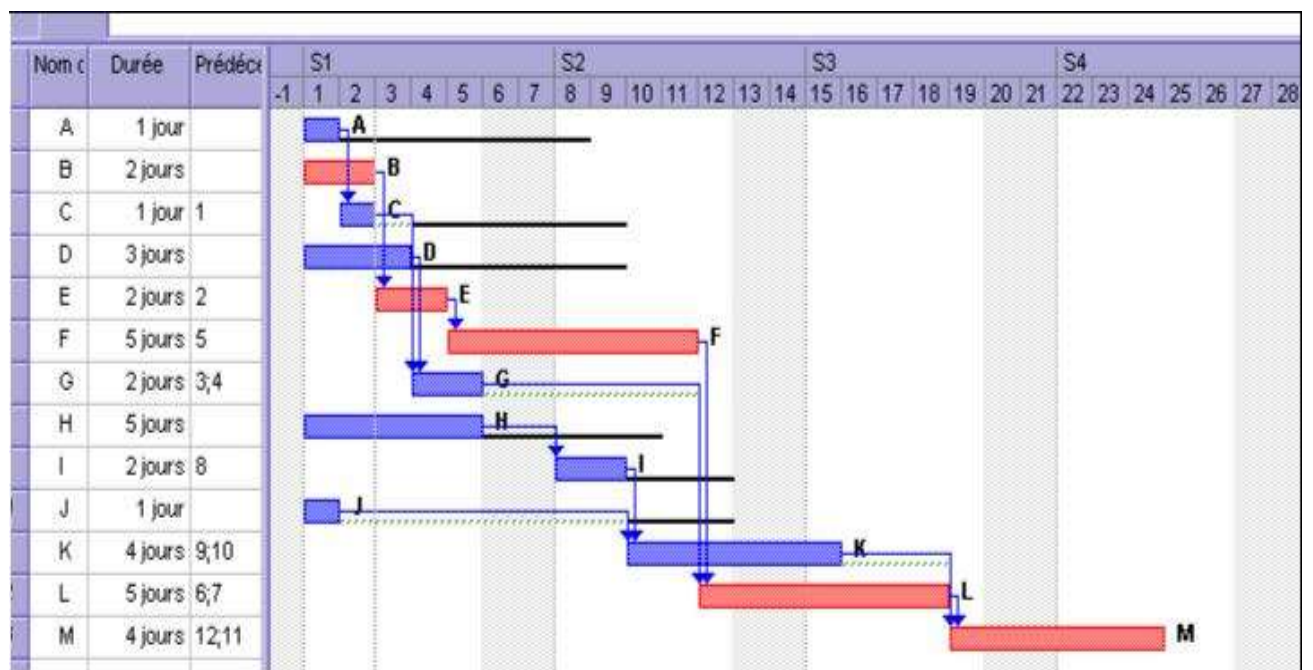 Nom d Durée Prédéce S1 S2 S3 S4
-1 1 2 3 4 5 6 7 8 9 10 11 12 13 14 15 16 17 18 19 20 21 22 23 24 25 26 27 28
A 1 jour A
B 2 jours B
C 1 jour 1 C
D 3 jours D
E 2 jours 2 E
F 5 jours 5 F
G 2 jours 3;4 G
H 5 jours H
I 2 jours 8 I
J 1 jour J
K 4 jours 9;10 K
L 5 jours 6;7 L
M 4 jours 12;11 M